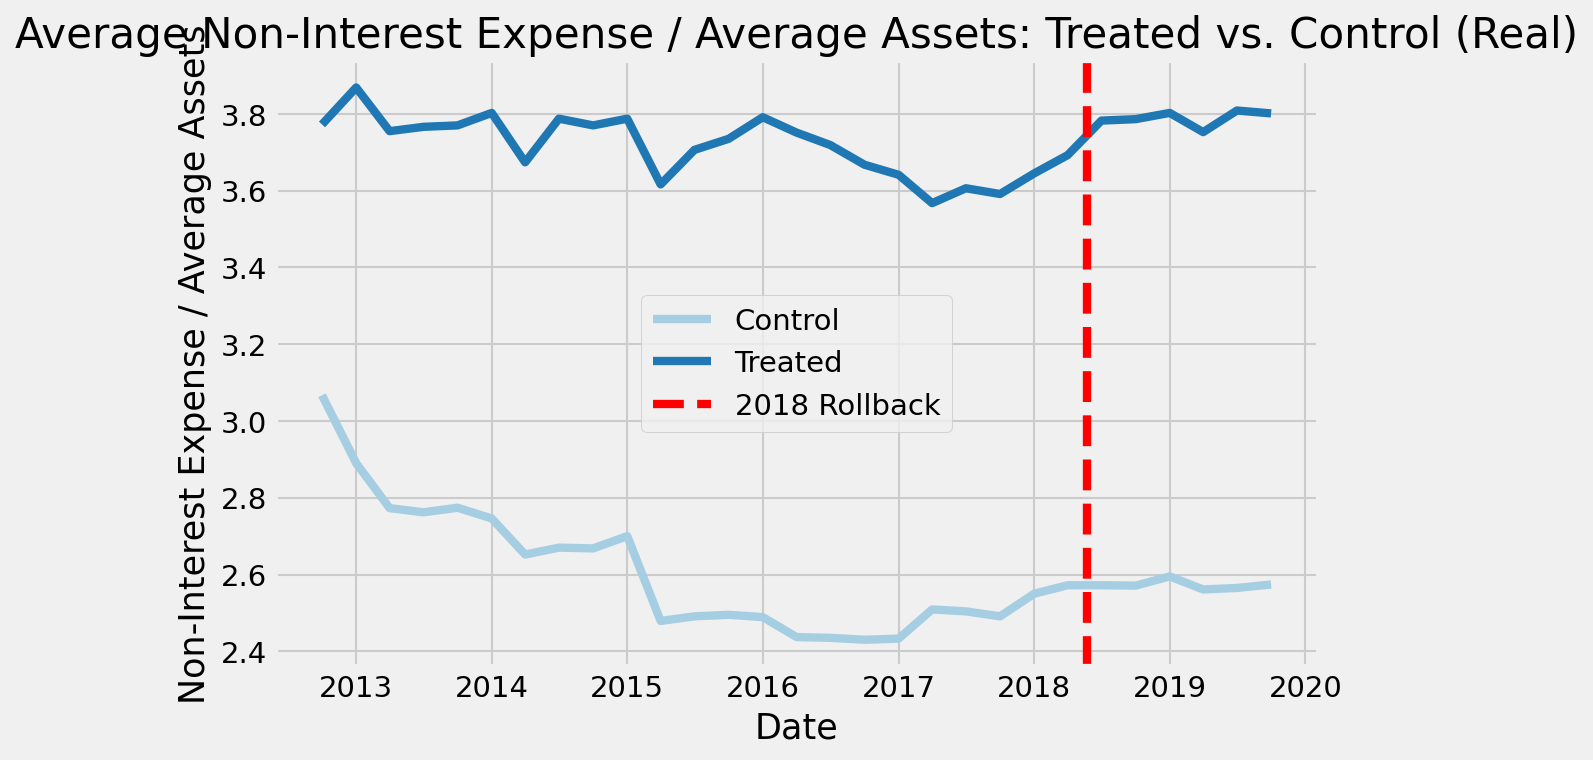 Average Non-Interest Expense / Average Assets: Treated vs. Control (Real)
Non-Interest Expense / Average Assets
3.8
3.6
3.4
3.2
3.0
2.8
2.6
2.4
Control
Treated
2018 Rollback
2013 2014 2015 2016 2017 2018 2019 2020
Date